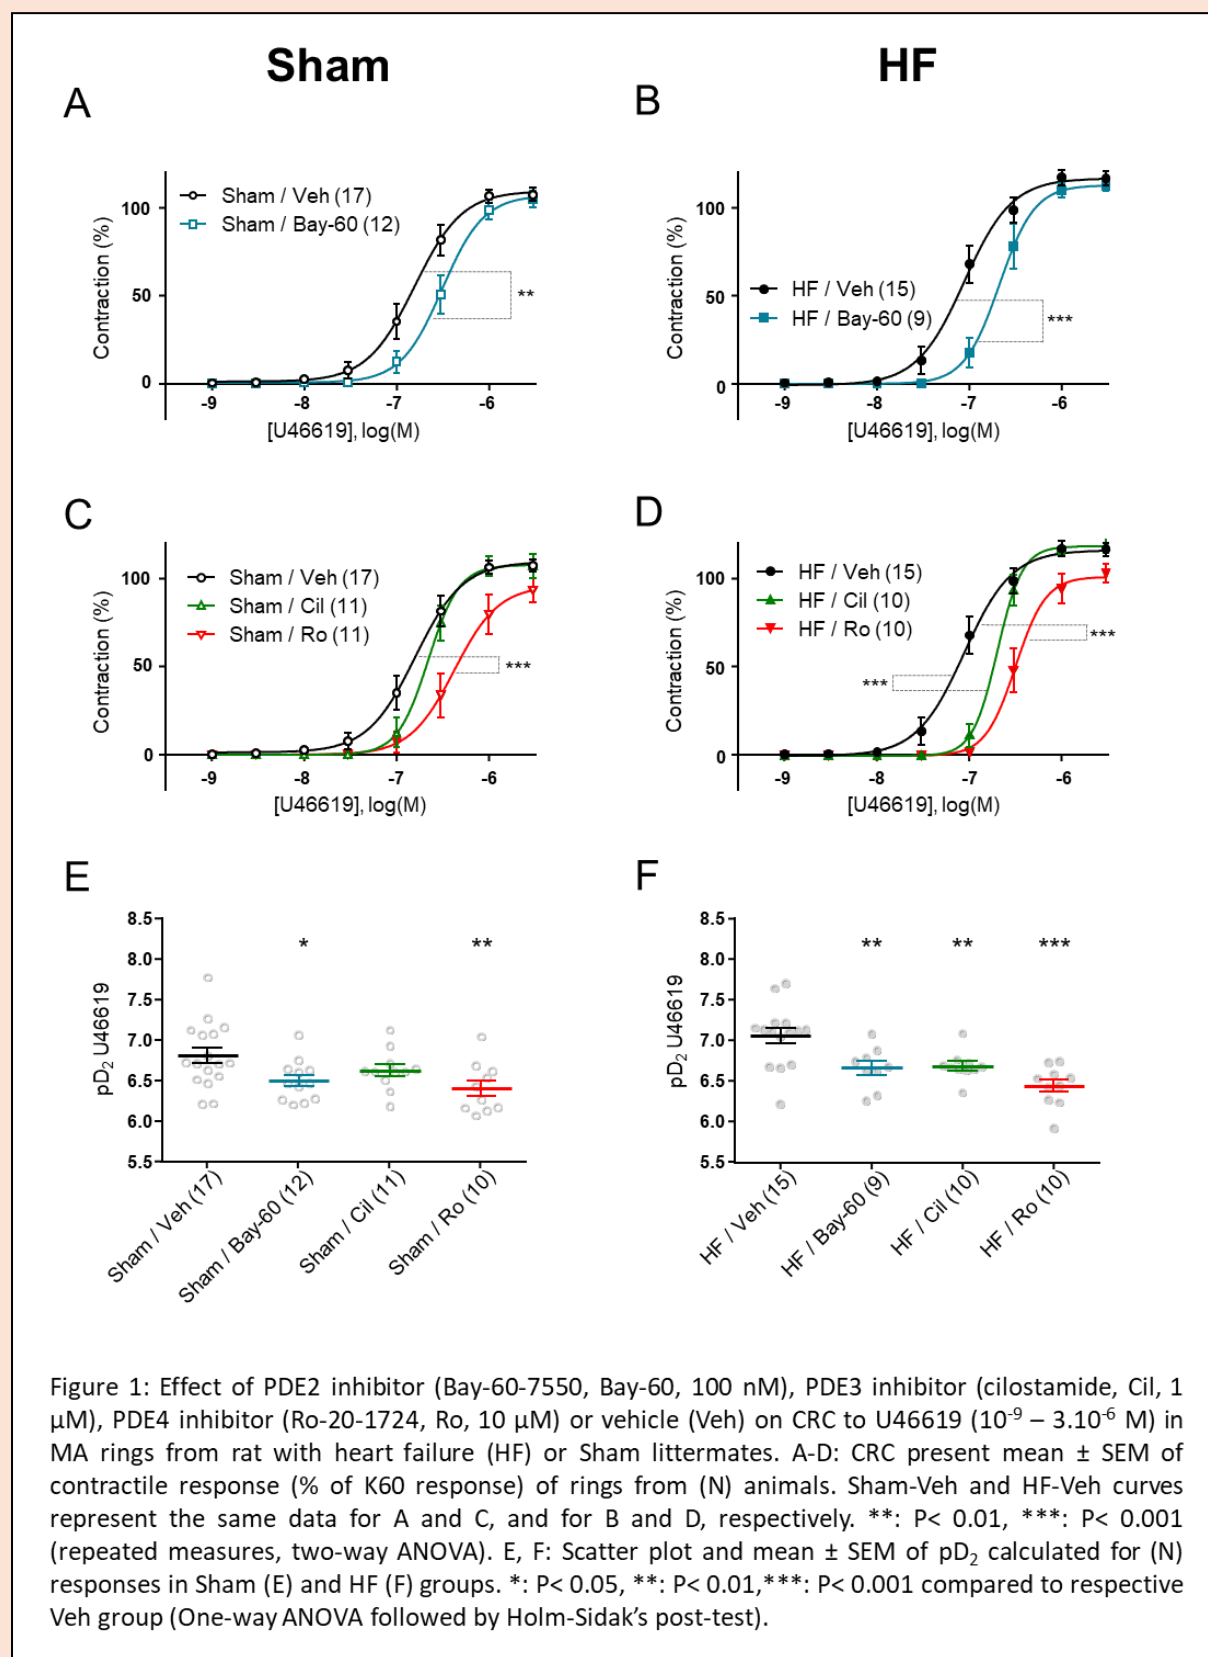 Sham
HF
A
B
Sham / Veh (17)
Sham / Bay-60 (12)
100
50
0
Contraction (%)
**
-9
-8
-7
-6
[U46619], log(M)
HF / Veh (15)
HF / Bay-60 (9)
100
50
0
Contraction (%)
***
-9
-8
-7
-6
[U46619], log(M)
C
D
Sham / Veh (17)
Sham / Cil (11)
Sham / Ro (11)
100
50
0
Contraction (%)
***
-9
-8
-7
-6
[U46619], log(M)
HF / Veh (15)
HF / Cil (10)
HF / Ro (10)
100
50
0
Contraction (%)
***
***
-9
-8
-7
-6
[U46619], log(M)
E
F
8.5
8.0
7.5
7.0
6.5
6.0
5.5
pD₂ U46619
*
**
Sham / Veh (17)
Sham / Bay-60 (12)
Sham / Cil (11)
Sham / Ro (10)
8.5
8.0
7.5
7.0
6.5
6.0
5.5
pD₂ U46619
**
**
***
HF / Veh (15)
HF / Bay-60 (9)
HF / Cil (10)
HF / Ro (10)
Figure 1: Effect of PDE2 inhibitor (Bay-60-7550, Bay-60, 100 nM), PDE3 inhibitor (cilostamide, Cil, 1
µM), PDE4 inhibitor (Ro-20-1724, Ro, 10 µM) or vehicle (Veh) on CRC to U46619 (10⁻⁹ – 3.10⁻⁶ M) in
MA rings from rat with heart failure (HF) or Sham littermates. A-D: CRC present mean ± SEM of
contractile response (% of K60 response) of rings from (N) animals. Sham-Veh and HF-Veh curves
represent the same data for A and C, and for B and D, respectively. **: P< 0.01, ***: P< 0.001
(repeated measures, two-way ANOVA). E, F: Scatter plot and mean ± SEM of pD₂ calculated for (N)
responses in Sham (E) and HF (F) groups. *: P< 0.05, **: P< 0.01,***: P< 0.001 compared to respective
Veh group (One-way ANOVA followed by Holm-Sidak’s post-test).